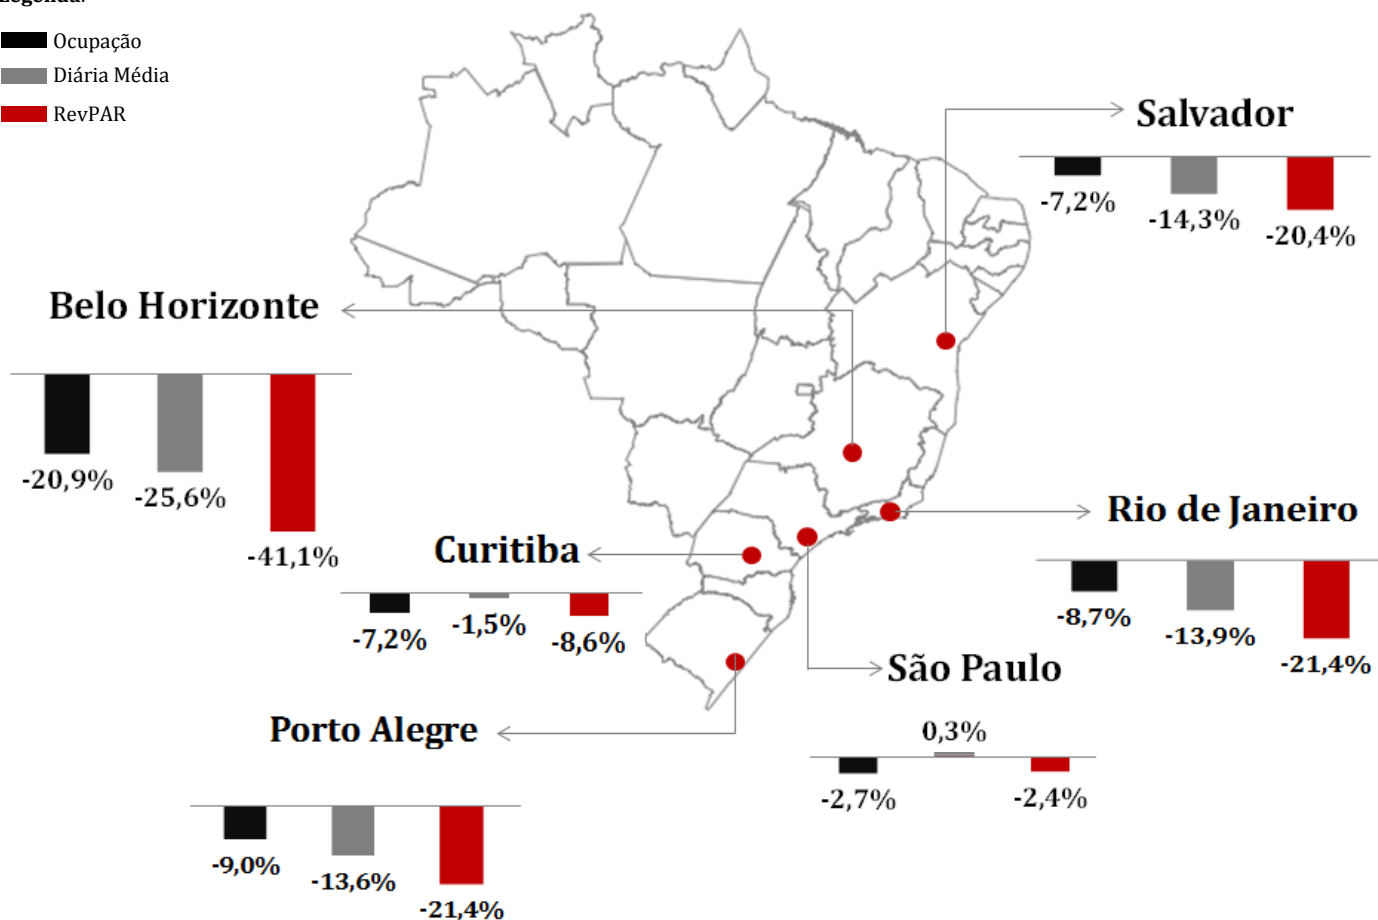 Legenda:
Ocupação
Diária Média
RevPAR
Salvador
-7,2%
-14,3%
-20,4%
Belo Horizonte
-20,9%
-25,6%
-41,1%
Rio de Janeiro
-8,7%
-13,9%
-21,4%
Curitiba
-7,2%
-1,5%
-8,6%
São Paulo
0,3%
-2,7%
-2,4%
Porto Alegre
-9,0%
-13,6%
-21,4%